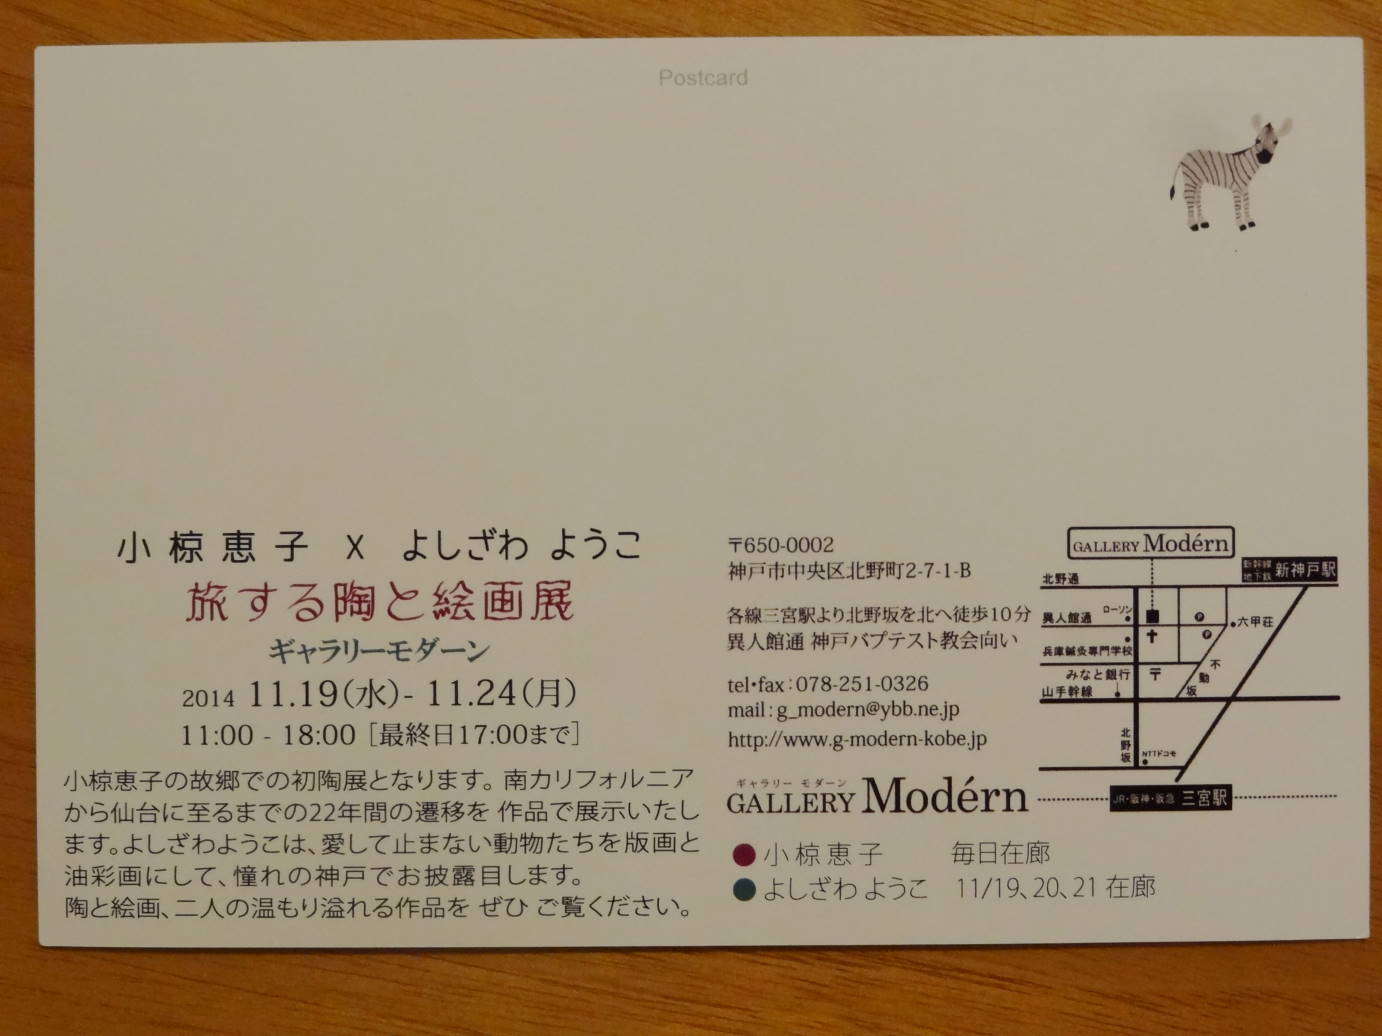 Postcard
小椋恵子 x よしざわ ようこ
旅する陶と絵画展
ギャラリーモダーン
2014 11.19(水)- 11.24(月)
11:00 - 18:00 [最終日17:00まで]
小椋恵子の故郷での初陶展となります。南カリフォルニア
から仙台に至るまでの22年間の遷移を 作品で展示いたし
ます。よしざわようこは、愛して止まない動物たちを版画と
油彩画にして、憧れの神戸でお披露目します。
陶と絵画、二人の温もり溢れる作品を ぜひ ご覧ください。
〒650-0002
神戸市中央区北野町2-7-1-B
各線三宮駅より北野坂を北へ徒歩10分
異人館通 神戸バプテスト教会向い
tel・fax:078-251-0326
mail:g_modern@ybb.ne.jp
http://www.g-modern-kobe.jp
ギャラリー モダーン
GALLERY Modérn
小椋恵子 毎日在廊
よしざわ ようこ 11/19、20、21 在廊
GALLERY Modérn
新幹線
地下鉄
新神戸駅
北野通
ローソン
異人館通
P
P
六甲荘
兵庫鍼灸専門学校
みなと銀行
〒
山手幹線
不動坂
北野坂
NTTドコモ
JR・阪神・阪急 三宮駅